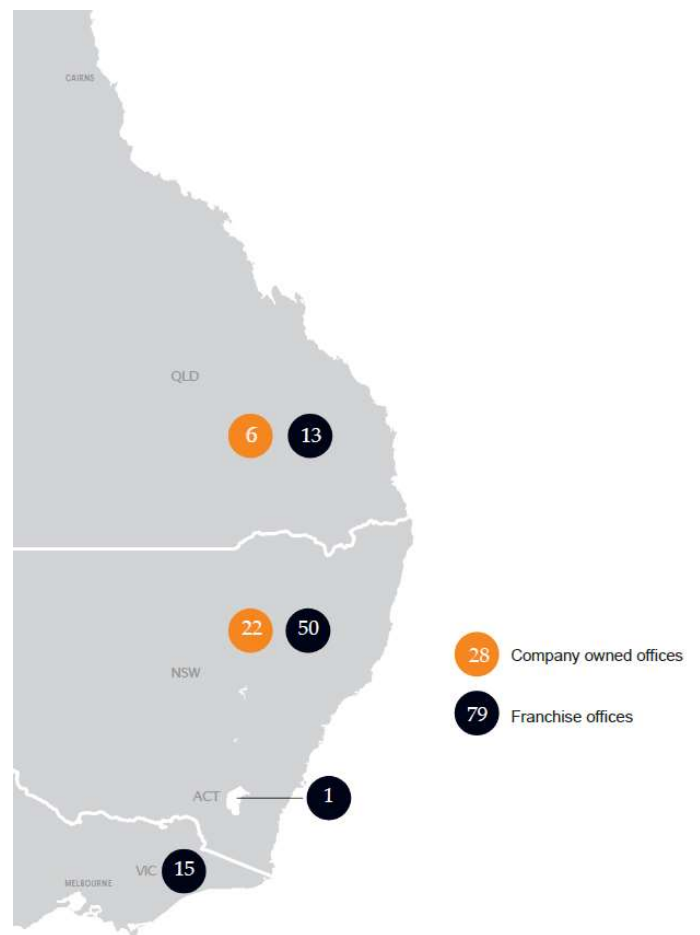 CAIRNS
QLD
6 13
22 50
28 Company owned offices
NSW
79 Franchise offices
ACT 1
VIC 15
MELBOURNE